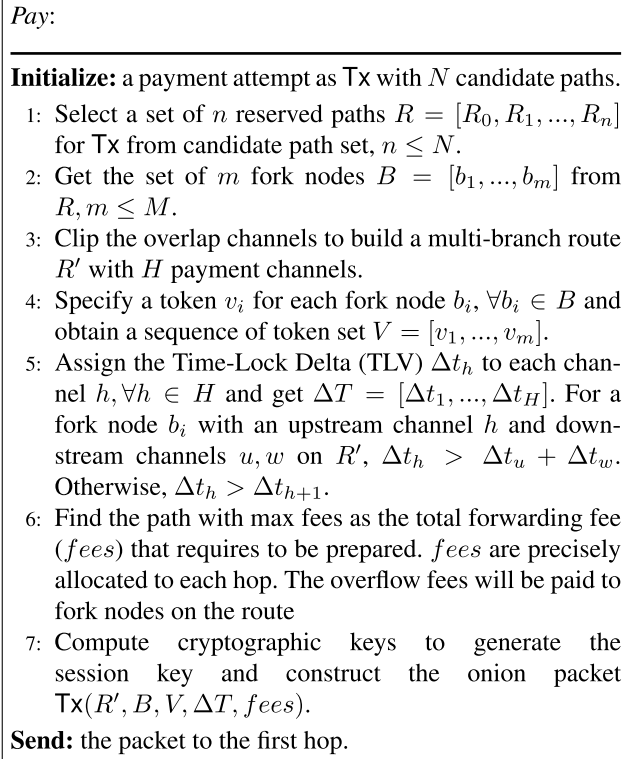 Pay:
Initialize: a payment attempt as Tx with N candidate paths.
1: Select a set of n reserved paths R = [R₀, R₁, ..., Rₙ]
for Tx from candidate path set, n ≤ N.
2: Get the set of m fork nodes B = [b₁, ..., bₘ] from
R, m ≤ M.
3: Clip the overlap channels to build a multi-branch route
R′ with H payment channels.
4: Specify a token vᵢ for each fork node bᵢ, ∀bᵢ ∈ B and
obtain a sequence of token set V = [v₁, ..., vₘ].
5: Assign the Time-Lock Delta (TLV) Δtₕ to each chan-
nel h, ∀h ∈ H and get ΔT = [Δt₁, ..., Δt_H]. For a
fork node bᵢ with an upstream channel h and down-
stream channels u, w on R′, Δtₕ > Δt_u + Δt_w.
Otherwise, Δtₕ > Δtₕ₊₁.
6: Find the path with max fees as the total forwarding fee
(fees) that requires to be prepared. fees are precisely
allocated to each hop. The overflow fees will be paid to
fork nodes on the route
7: Compute cryptographic keys to generate the
session key and construct the onion packet
Tx(R′, B, V, ΔT, fees).
Send: the packet to the first hop.